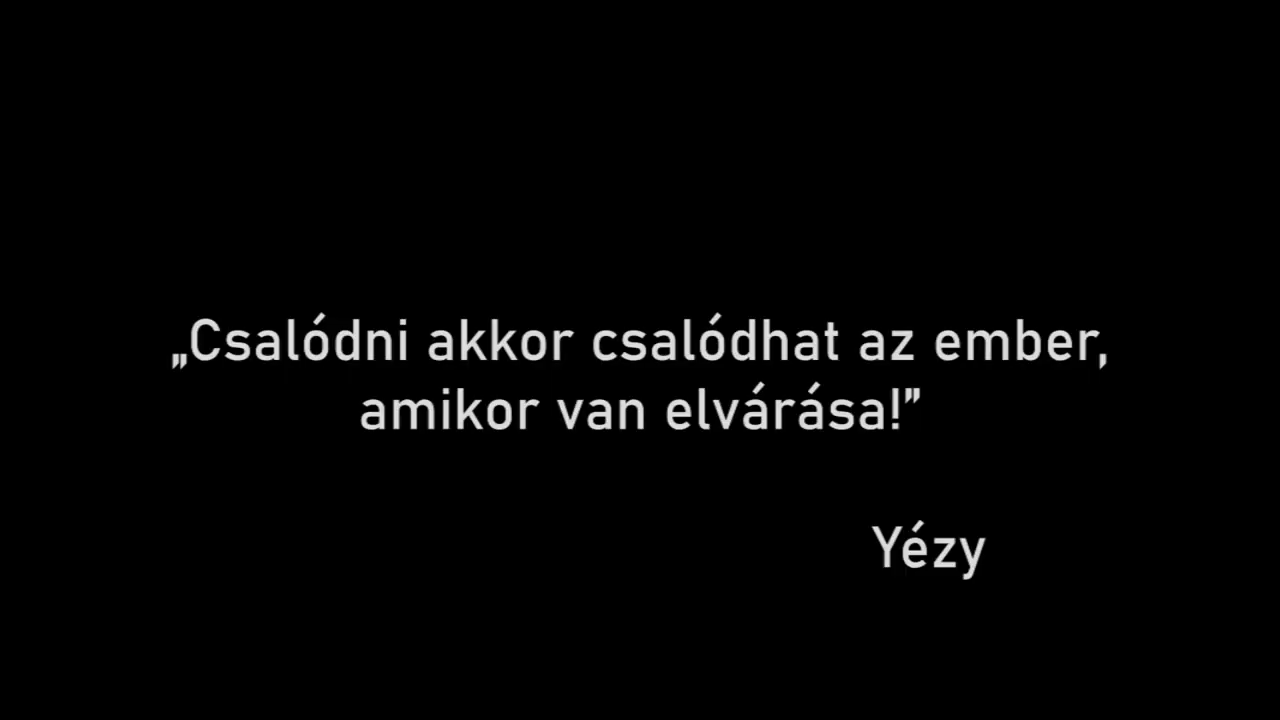 „Csalódni akkor csalódhat az ember,
amikor van elvárása!”
Yézy